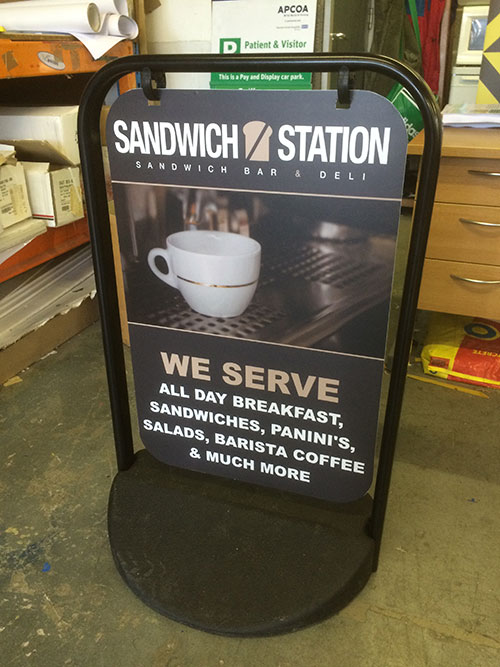 APCOA
P Patient & Visitor
This is a Pay and Display car park.
SANDWICH STATION
SANDWICH BAR & DELI
WE SERVE
ALL DAY BREAKFAST,
SANDWICHES, PANINI'S,
SALADS, BARISTA COFFEE
& MUCH MORE